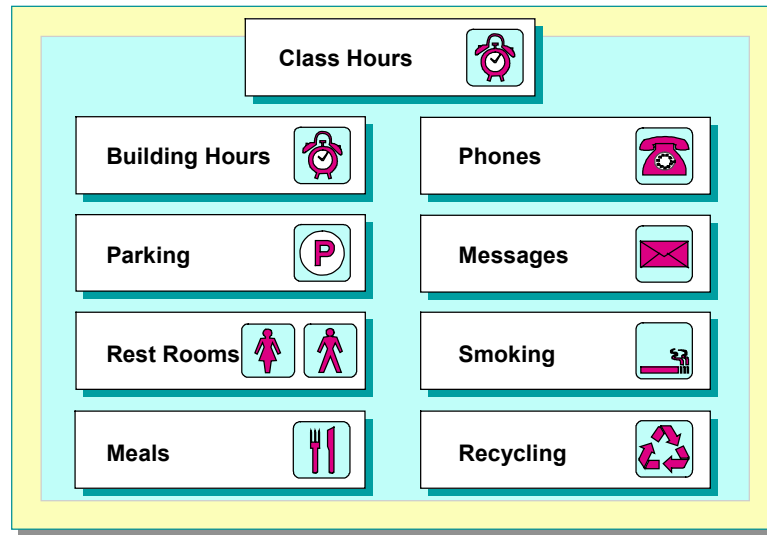 Class Hours
Building Hours
Phones
Parking
P
Messages
Rest Rooms
Smoking
Meals
Recycling